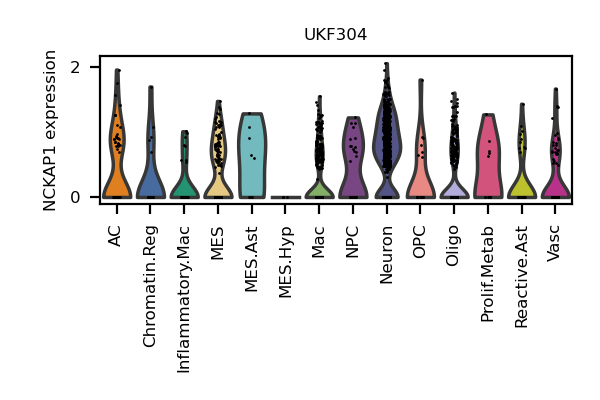 UKF304
NCKAP1 expression
2
0
AC
Chromatin.Reg
Inflammatory.Mac
MES
MES.Ast
MES.Hyp
Mac
NPC
Neuron
OPC
Oligo
Prolif.Metab
Reactive.Ast
Vasc